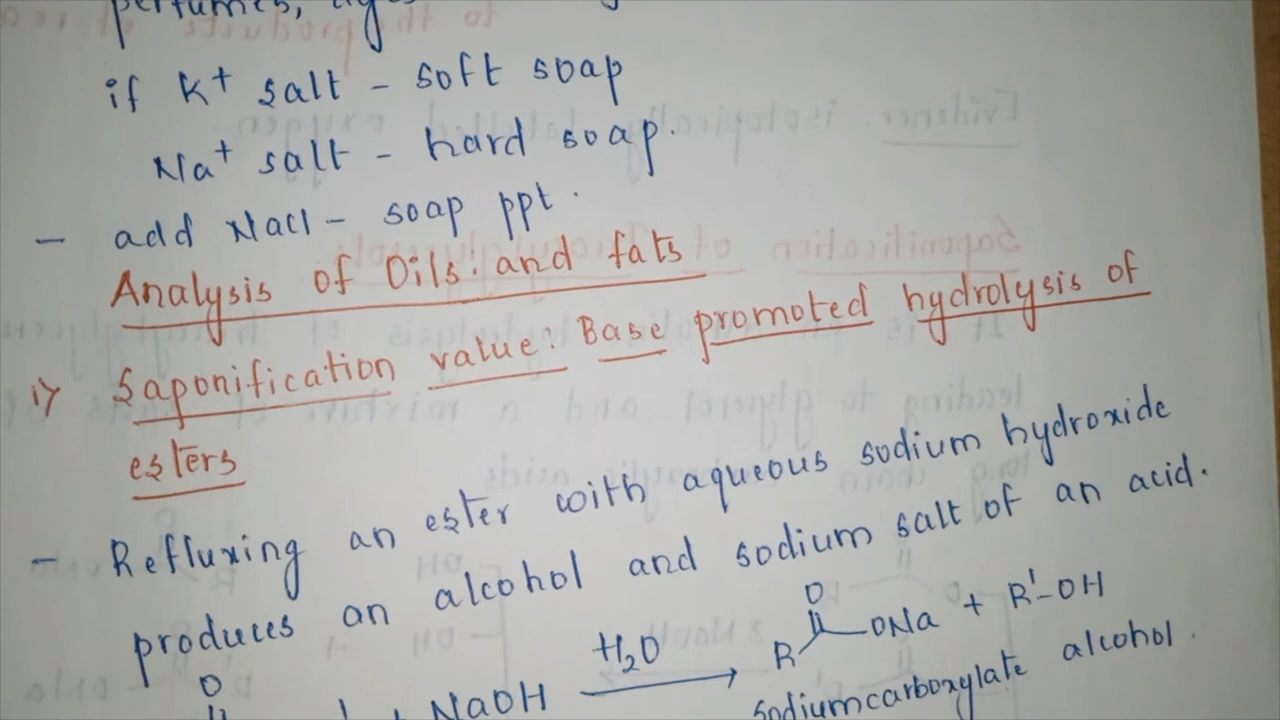 perfumes,
if K+ salt - soft soap
Na+ salt - hard soap.
- add NaCl - soap ppt.
Analysis of Oils and fats
1) Saponification value: Base promoted hydrolysis of
esters
- Refluxing an ester with aqueous sodium hydroxide
produces an alcohol and sodium salt of an acid.
O
+ NaOH H2O R O ONa + R'-OH
sodiumcarboxylate alcohol.